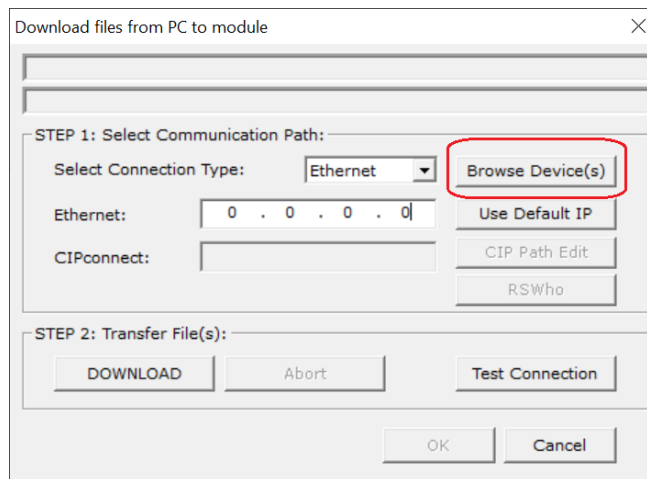 Download files from PC to module
STEP 1: Select Communication Path:
Select Connection Type: Ethernet Browse Device(s)
Ethernet: 0 . 0 . 0 . 0 Use Default IP
CIPconnect: CIP Path Edit
RSWho
STEP 2: Transfer File(s):
DOWNLOAD Abort Test Connection
OK Cancel